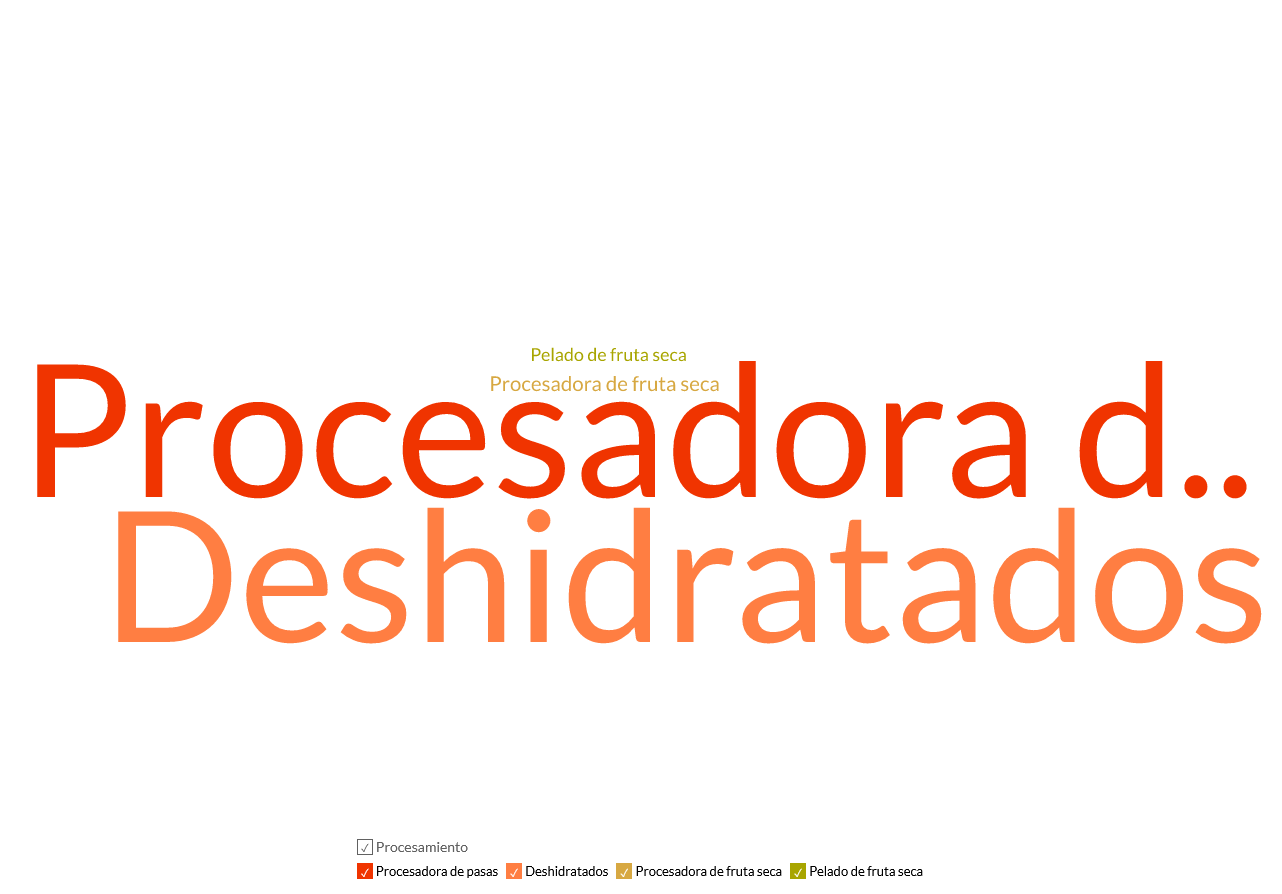 Pelado de fruta seca
Procesadora de fruta seca
Procesadora d..
Deshidratados
Procesamiento
Procesadora de pasas Deshidratados Procesadora de fruta seca Pelado de fruta seca